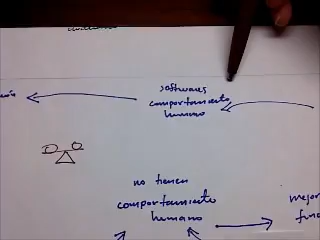 softwares
comportamiento
humano
no tienen
comportamiento
humano
mejor